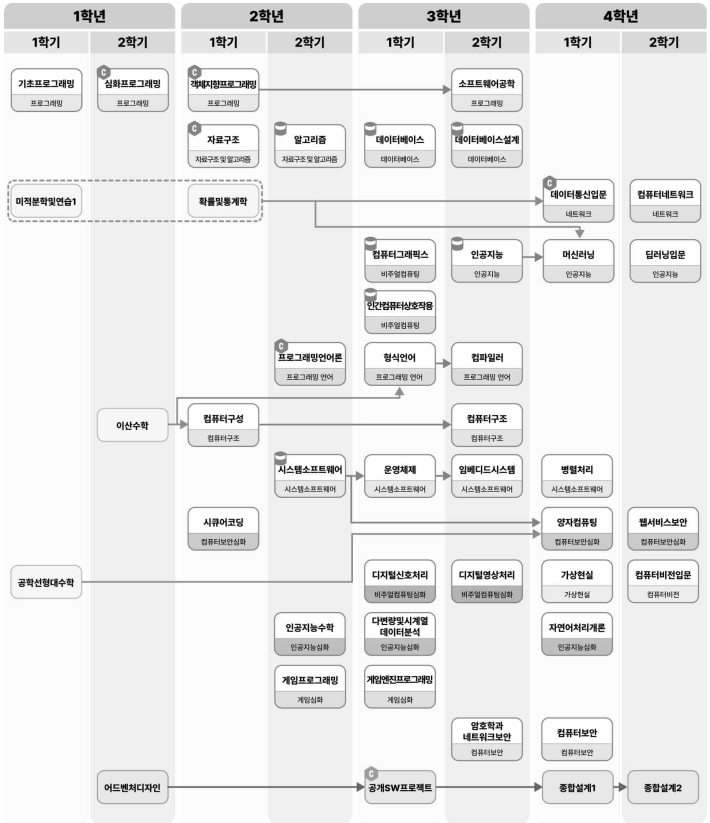 1학년 2학년 3학년 4학년
1학기 2학기 1학기 2학기 1학기 2학기 1학기 2학기
기초프로그래밍
프로그래밍
C
심화프로그래밍
프로그래밍
C
객체지향프로그래밍
프로그래밍
소프트웨어공학
프로그래밍
C
자료구조
자료구조 및 알고리즘
알고리즘
자료구조 및 알고리즘
데이터베이스
데이터베이스
데이터베이스설계
데이터베이스
미적분학및연습1
확률및통계학
C
데이터통신입문
네트워크
컴퓨터네트워크
네트워크
컴퓨터그래픽스
비주얼컴퓨팅
인공지능
인공지능
머신러닝
인공지능
딥러닝입문
인공지능
인간컴퓨터상호작용
비주얼컴퓨팅
C
프로그래밍언어론
프로그래밍 언어
형식언어
프로그래밍 언어
컴파일러
프로그래밍 언어
이산수학
컴퓨터구성
컴퓨터구조
컴퓨터구조
컴퓨터구조
시스템소프트웨어
시스템소프트웨어
운영체제
시스템소프트웨어
임베디드시스템
시스템소프트웨어
병렬처리
시스템소프트웨어
시큐어코딩
컴퓨터보안심화
양자컴퓨팅
컴퓨터보안심화
웹서비스보안
컴퓨터보안심화
공학선형대수학
디지털신호처리
비주얼컴퓨팅심화
디지털영상처리
비주얼컴퓨팅심화
가상현실
가상현실
컴퓨터비전입문
컴퓨터비전
인공지능수학
인공지능심화
다변량및시계열
데이터분석
인공지능심화
자연어처리개론
인공지능심화
게임프로그래밍
게임심화
게임엔진프로그래밍
게임심화
암호학과
네트워크보안
컴퓨터보안
컴퓨터보안
컴퓨터보안
어드벤처디자인
C
공개SW프로젝트
종합설계1
종합설계2